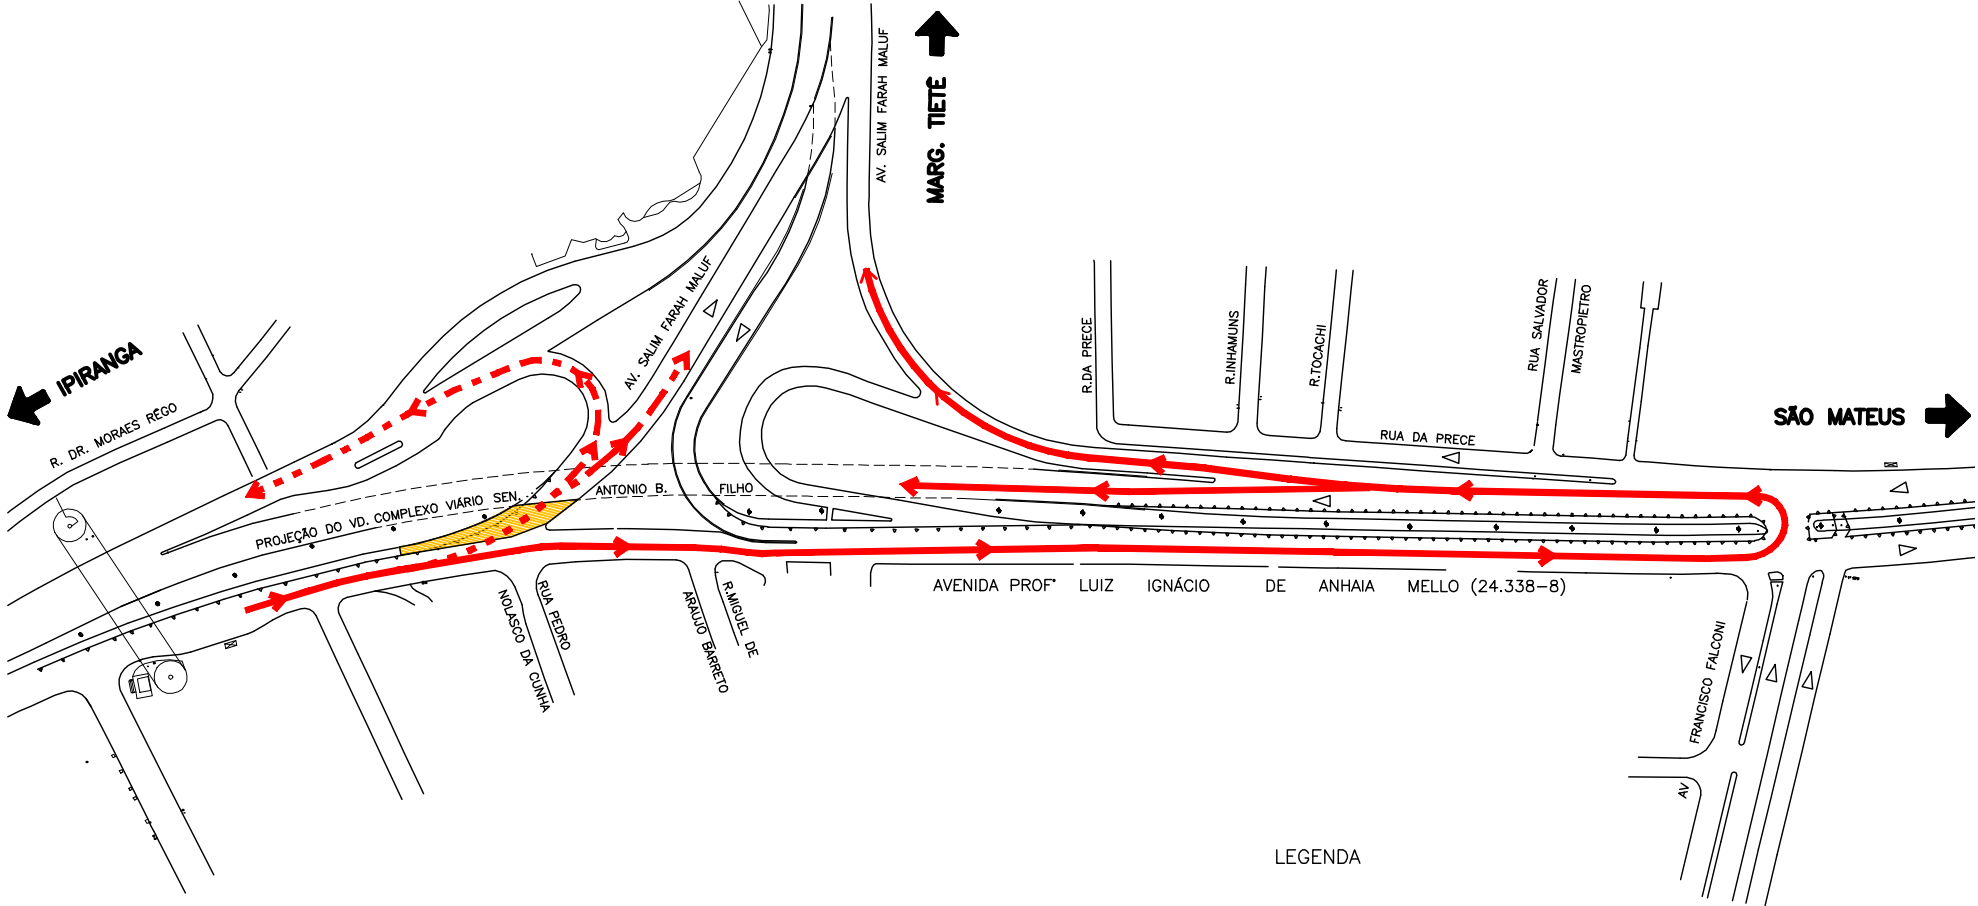 AV. SALIM FARAH MALUF
MARG. TIETÊ
IPIRANGA
R. DR. MORAES RÊGO
AV. SALIM FARAH MALUF
R.DA PRECE
R.INHAMUNS
R.TOCACHI
RUA SALVADOR
MASTROPIETRO
SÃO MATEUS
RUA DA PRECE
PROJEÇÃO DO VD. COMPLEXO VIÁRIO SEN. ANTONIO B. FILHO
AVENIDA PROFº LUIZ IGNÁCIO DE ANHAIA MELLO (24.338-8)
RUA PEDRO
NOLASCO DA CUNHA
R.MIGUEL DE
ARAUJO BARRETO
AV FRANCISCO FALCONI
LEGENDA